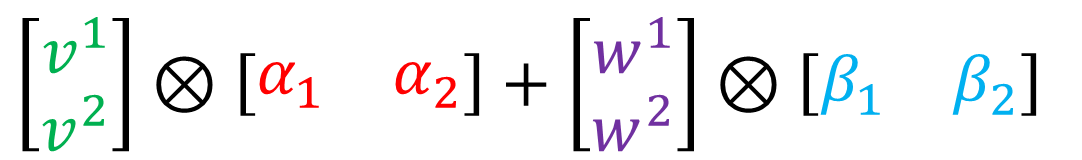 [v¹ v²] ⊗ [α₁ α₂] + [w¹ w²] ⊗ [β₁ β₂]